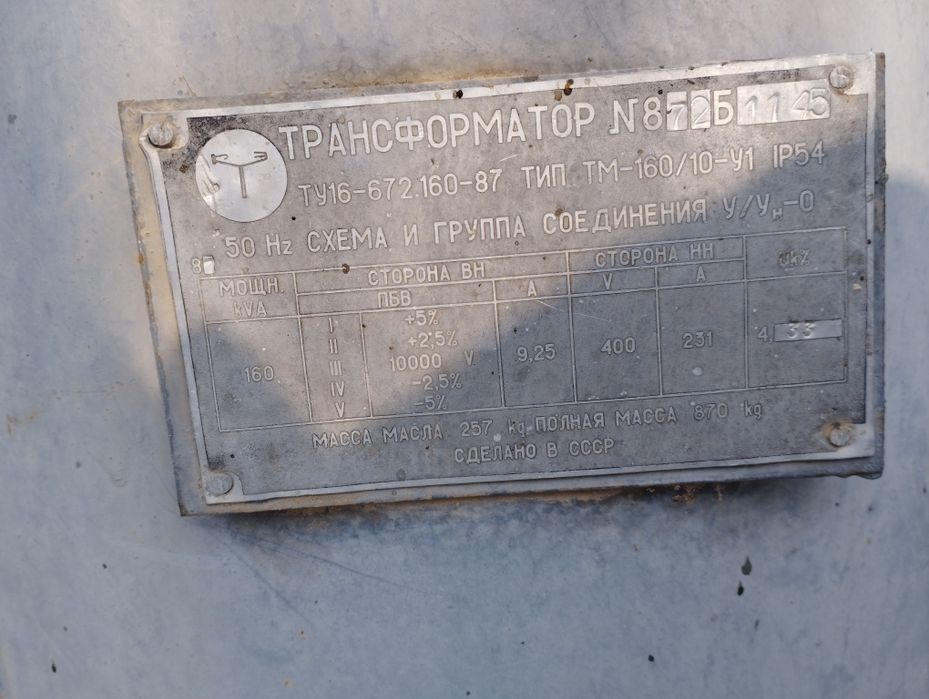 ТРАНСФОРМАТОР №872Б1145
ТУ16-672.160-87 ТИП ТМ-160/10-У1 IP54
50 Hz СХЕМА И ГРУППА СОЕДИНЕНИЯ У/Ун-0
МОЩН. kVA СТОРОНА ВН СТОРОНА НН Uk%
ПБВ А V А
I +5%
II +2,5%
160 III 10000 V 9,25 400 231 4,33
IV -2,5%
V -5%
МАССА МАСЛА 257 kg ПОЛНАЯ МАССА 870 kg
СДЕЛАНО В СССР